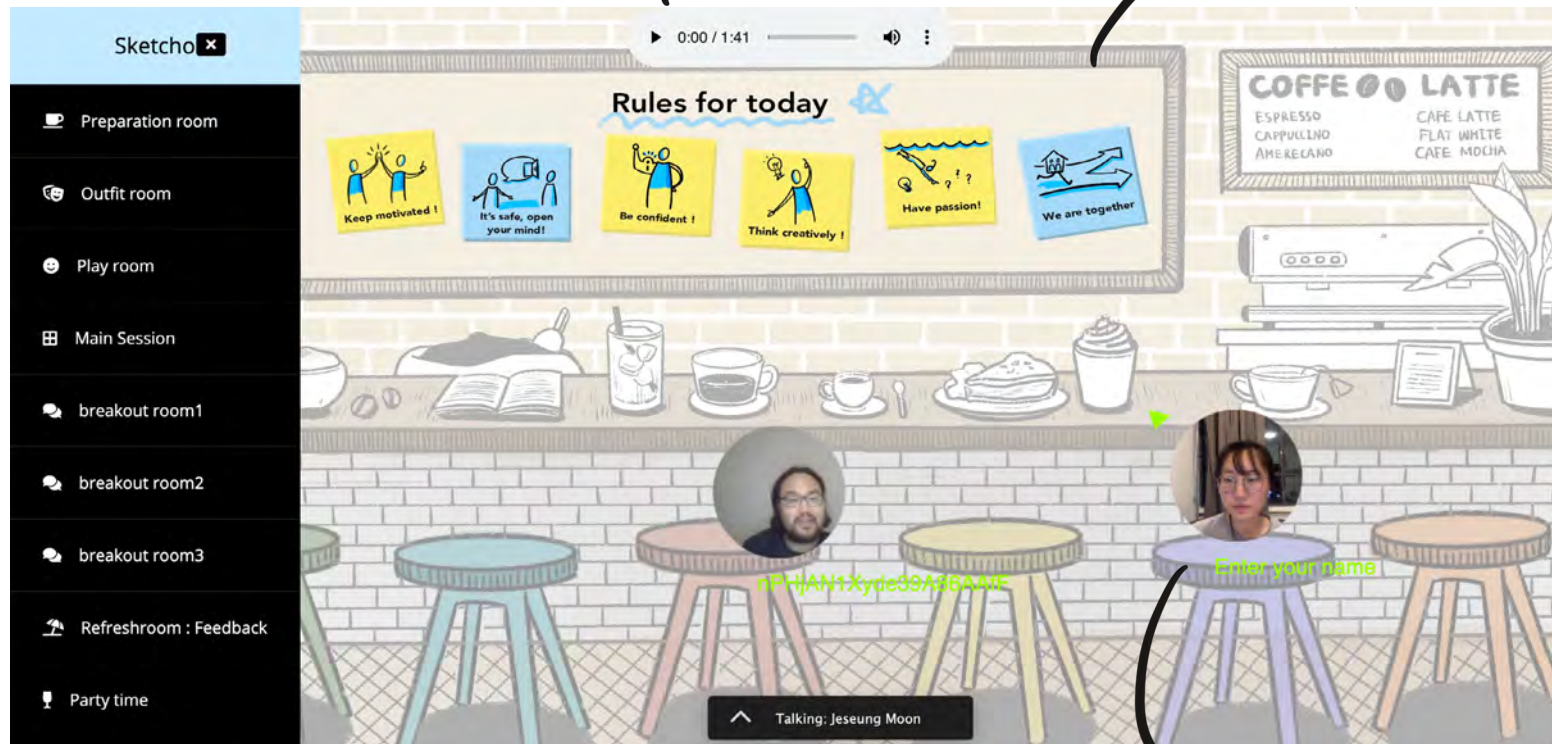 Sketcho
Preparation room
Outfit room
Play room
Main Session
breakout room1
breakout room2
breakout room3
Refreshroom : Feedback
Party time
0:00 / 1:41
Rules for today
Keep motivated !
It's safe, open
your mind!
Be confident !
Think creatively !
Have passion!
We are together
COFFE LATTE
ESPRESSO
CAPPUCCINO
AMERECANO
CAFE LATTE
FLAT WHITE
CAFE MOCHA
Enter your name
Talking: Jeseung Moon